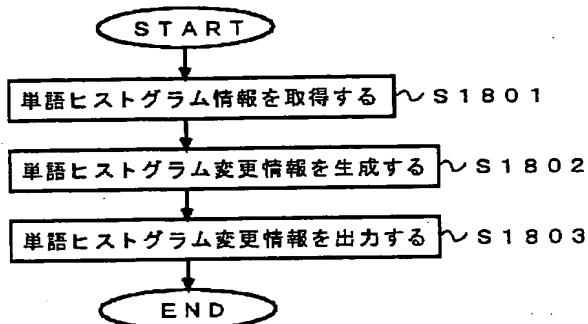 START
単語ヒストグラム情報を取得する ~S1801
単語ヒストグラム変更情報を生成する ~S1802
単語ヒストグラム変更情報を出力する ~S1803
END